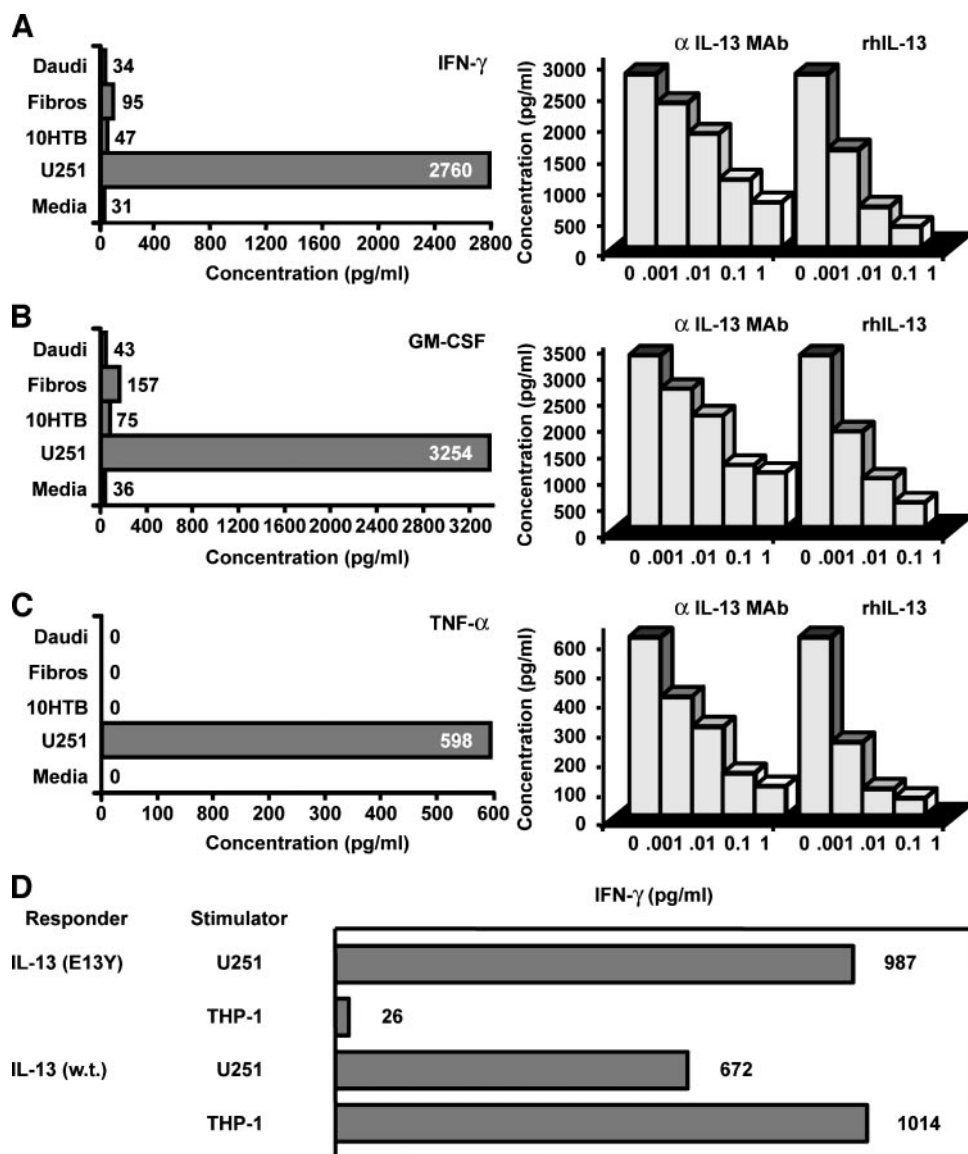 A
IFN-γ
Daudi 34
Fibros 95
10HTB 47
U251 2760
Media 31
0 400 800 1200 1600 2000 2400 2800
Concentration (pg/ml)
α IL-13 MAb rhIL-13
Concentration (pg/ml)
3000
2500
2000
1500
1000
500
0
0 .001 .01 0.1 1 0 .001 .01 0.1 1
B
GM-CSF
Daudi 43
Fibros 157
10HTB 75
U251 3254
Media 36
0 400 800 1200 1600 2000 2400 2800 3200
Concentration (pg/ml)
α IL-13 MAb rhIL-13
Concentration (pg/ml)
3500
3000
2500
2000
1500
1000
500
0
0 .001 .01 0.1 1 0 .001 .01 0.1 1
C
TNF-α
Daudi 0
Fibros 0
10HTB 0
U251 598
Media 0
0 100 100 200 300 400 500 600
Concentration (pg/ml)
α IL-13 MAb rhIL-13
Concentration (pg/ml)
600
500
400
300
200
100
0
0 .001 .01 0.1 1 0 .001 .01 0.1 1
D
IFN-γ (pg/ml)
Responder Stimulator
IL-13 (E13Y) U251 987
THP-1 26
IL-13 (w.t.) U251 672
THP-1 1014